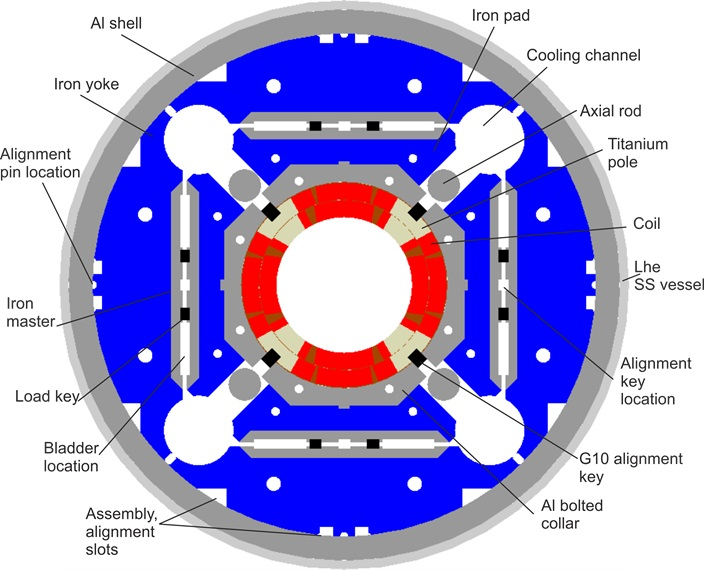 Al shell
Iron pad
Cooling channel
Iron yoke
Axial rod
Titanium
pole
Alignment
pin location
Coil
Lhe
SS vessel
Iron
master
Alignment
key
location
Load key
Bladder
location
G10 alignment
key
Al bolted
collar
Assembly,
alignment
slots